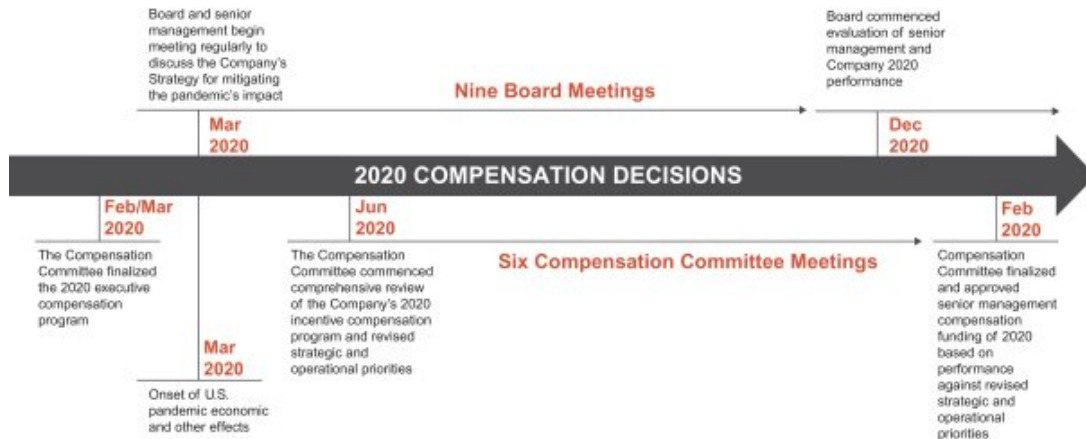 Board and senior
management begin
meeting regularly to
discuss the Company's
Strategy for mitigating
the pandemic's impact
Nine Board Meetings
Board commenced
evaluation of senior
management and
Company 2020
performance
Mar
2020
Dec
2020
2020 COMPENSATION DECISIONS
Feb/Mar
2020
The Compensation
Committee finalized
the 2020 executive
compensation
program
Mar
2020
Onset of U.S.
pandemic economic
and other effects
Jun
2020
The Compensation
Committee commenced
comprehensive review
of the Company's 2020
incentive compensation
program and revised
strategic and
operational priorities
Six Compensation Committee Meetings
Feb
2020
Compensation
Committee finalized
and approved
senior management
compensation
funding of 2020
based on
performance
against revised
strategic and
operational
priorities